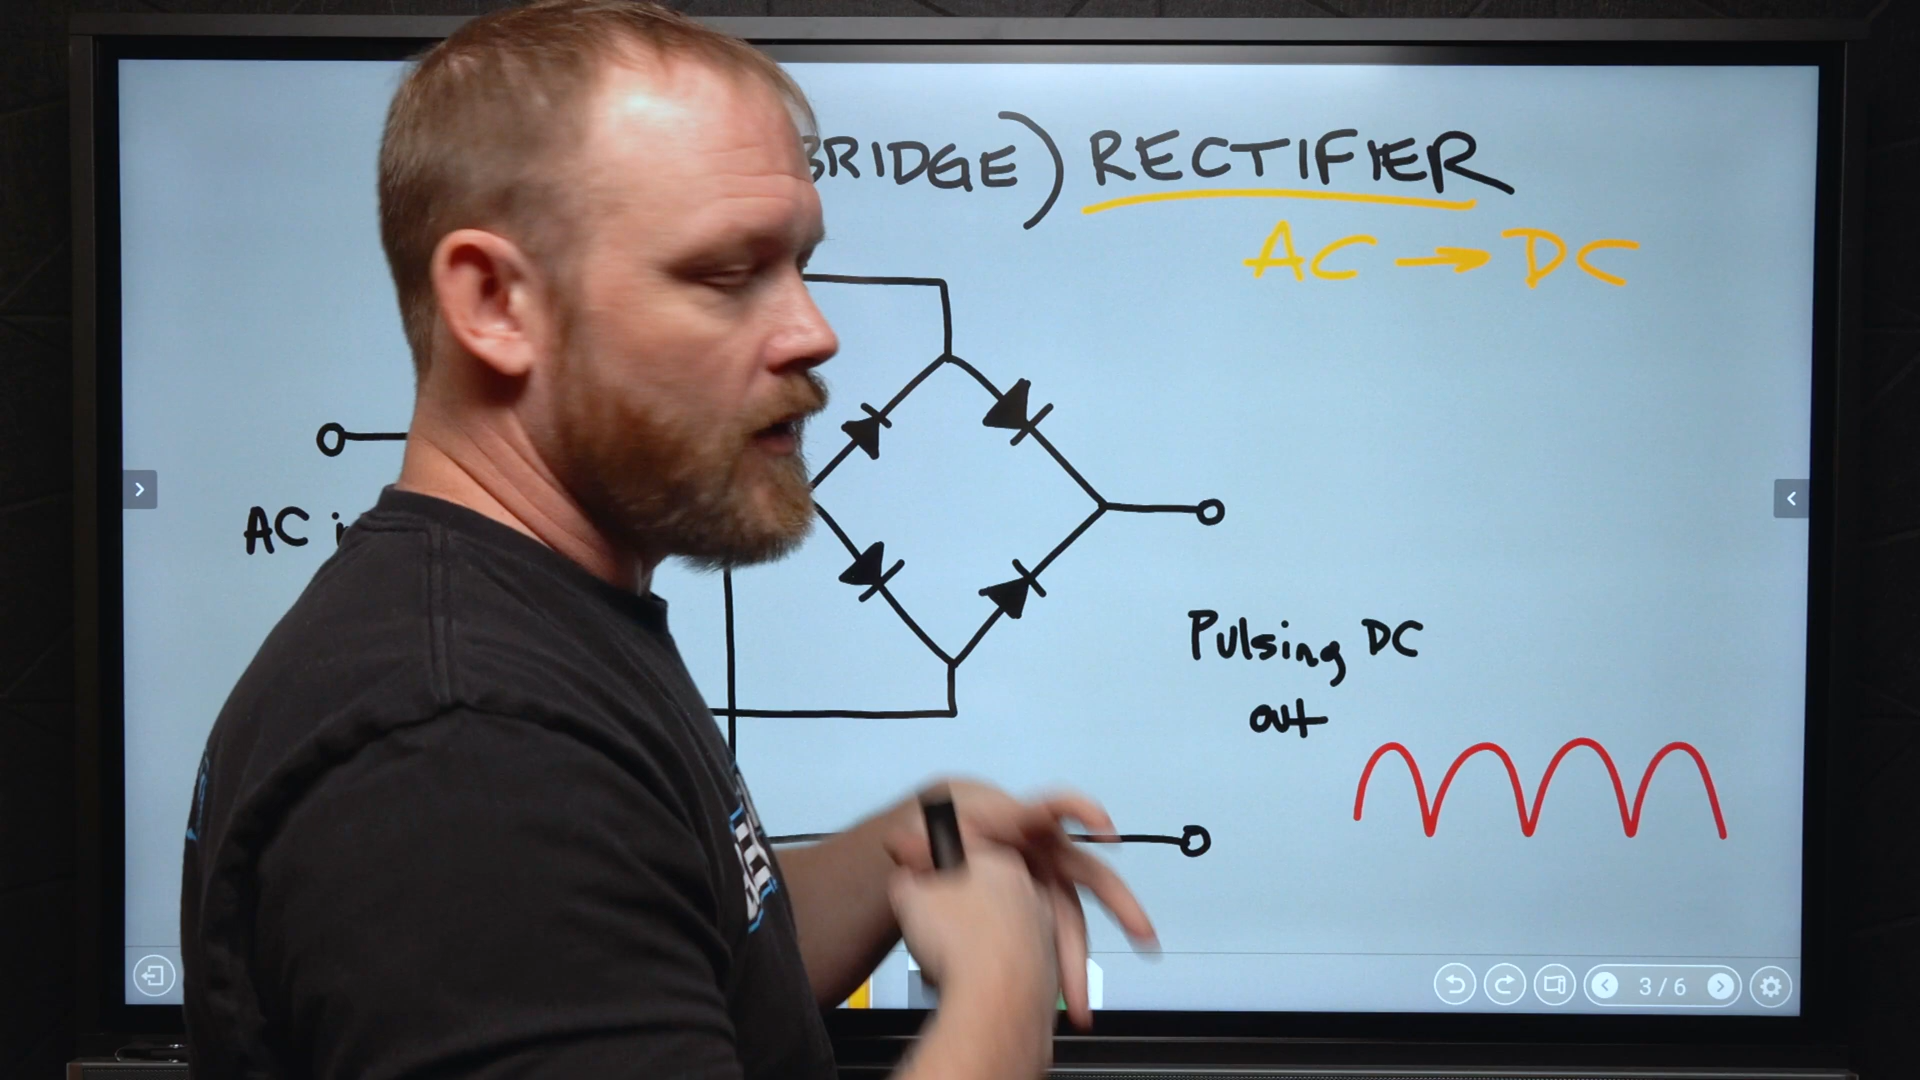 BRIDGE) RECTIFIER
AC → DC
AC
Pulsing DC
out
3/6